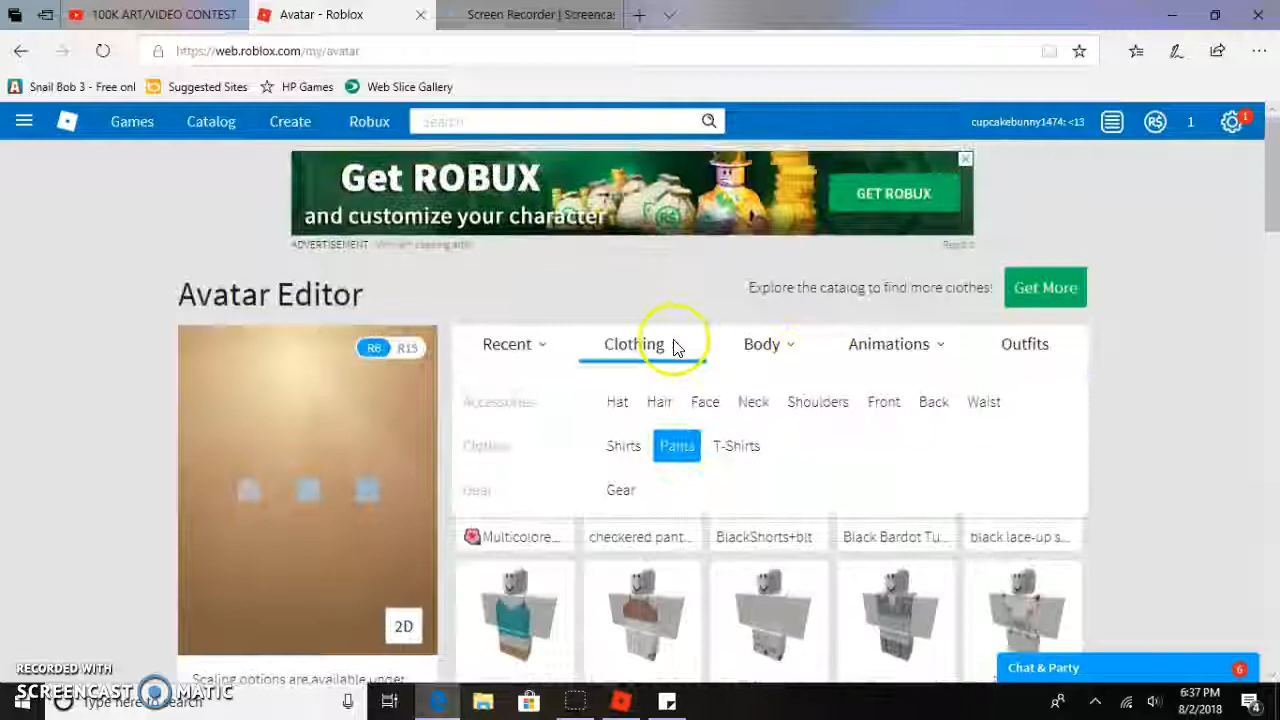 100K ART/VIDEO CONTEST
Avatar - Roblox
Screen Recorder | Screencas
https://web.roblox.com/my/avatar
Snail Bob 3 - Free onl
Suggested Sites
HP Games
Web Slice Gallery
Games
Catalog
Create
Robux
Search
cupcakebunny1474: <13
1
1
Get ROBUX
and customize your character
GET ROBUX
ADVERTISEMENT
Report
Avatar Editor
Explore the catalog to find more clothes!
Get More
R6
R15
Recent
Clothing
Body
Animations
Outfits
Accessories
Hat
Hair
Face
Neck
Shoulders
Front
Back
Waist
Clothes
Shirts
Pants
T-Shirts
Gear
Gear
Multicolore...
checkered pant...
BlackShorts+bit
Black Bardot Tu...
black lace-up s...
2D
Scaling options are available under
Chat & Party
6
RECORDED WITH
SCREENCAST MATIC
Type here to search
6:37 PM
8/2/2018
4